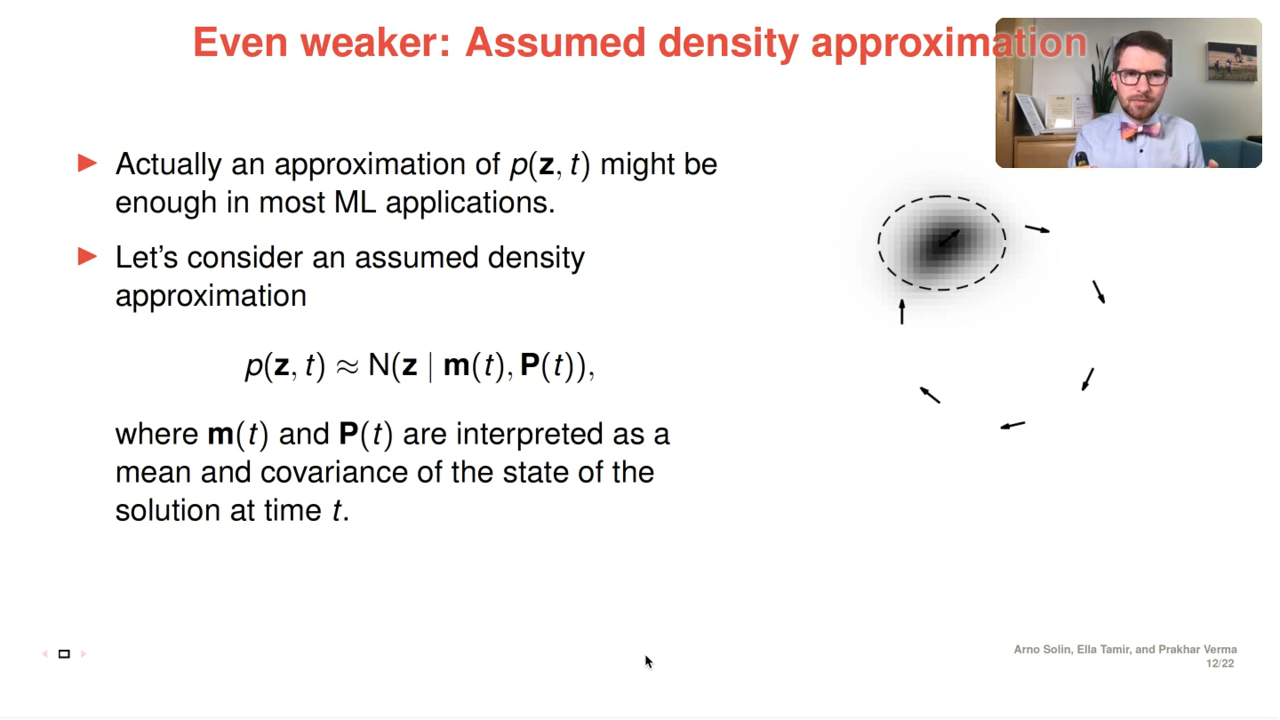 Even weaker: Assumed density approximation
▶ Actually an approximation of p(z, t) might be
enough in most ML applications.
▶ Let's consider an assumed density
approximation
p(z, t) ≈ N(z | m(t), P(t)),
where m(t) and P(t) are interpreted as a
mean and covariance of the state of the
solution at time t.
Arno Solin, Ella Tamir, and Prakhar Verma
12/22